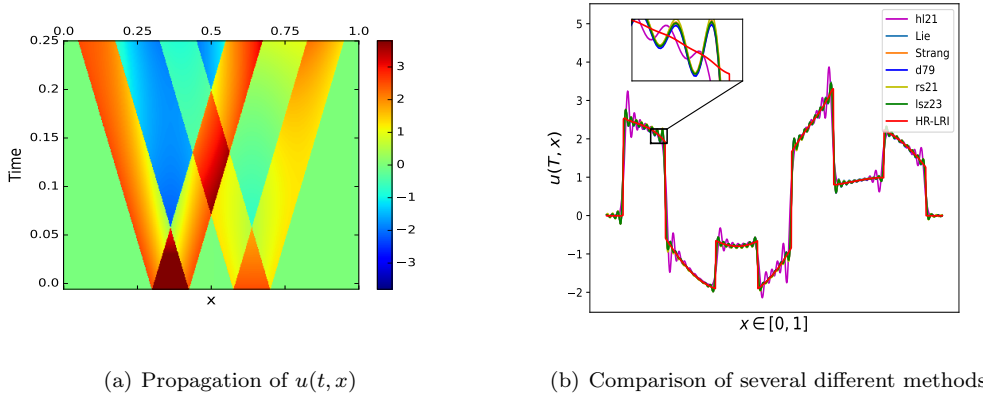 0.0 0.25 0.5 0.75 1.0
0.25
0.2
0.15
0.1
0.05
0.0
Time
x
3
2
1
0
−1
−2
−3
(a) Propagation of u(t, x)
5
4
3
2
1
0
−1
−2
u(T, x)
x ∈ [0, 1]
hl21
Lie
Strang
d79
rs21
lsz23
HR-LRI
(b) Comparison of several different methods